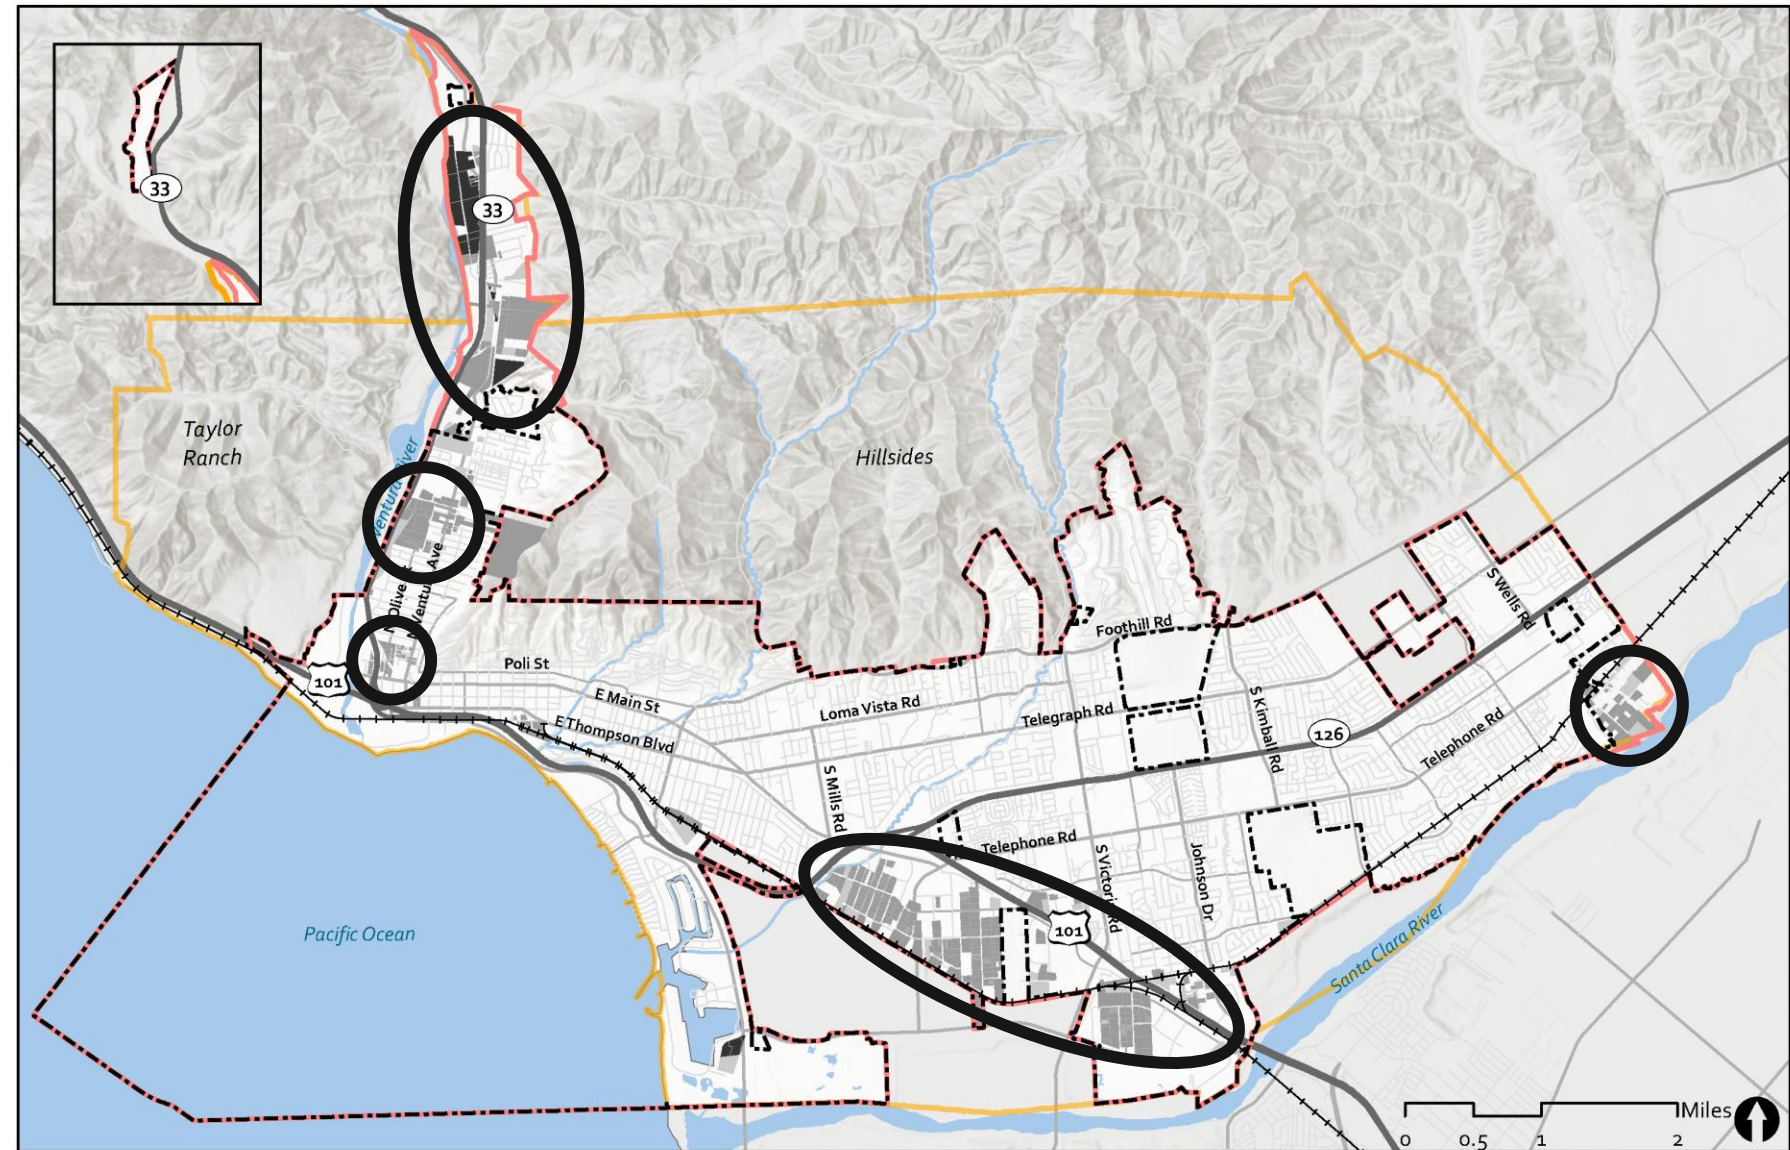 33
33
Taylor
Ranch
Ventura River
Hillsides
Olive
Ventura Ave
S Wells Rd
Foothill Rd
Poli St
101
E Main St
Loma Vista Rd
Telegraph Rd
S Kimball Rd
E Thompson Blvd
126
Telephone Rd
S Mills Rd
Telephone Rd
S Victoria Rd
Johnson Dr
101
Pacific Ocean
Santa Clara River
Miles
0 0.5 1 2